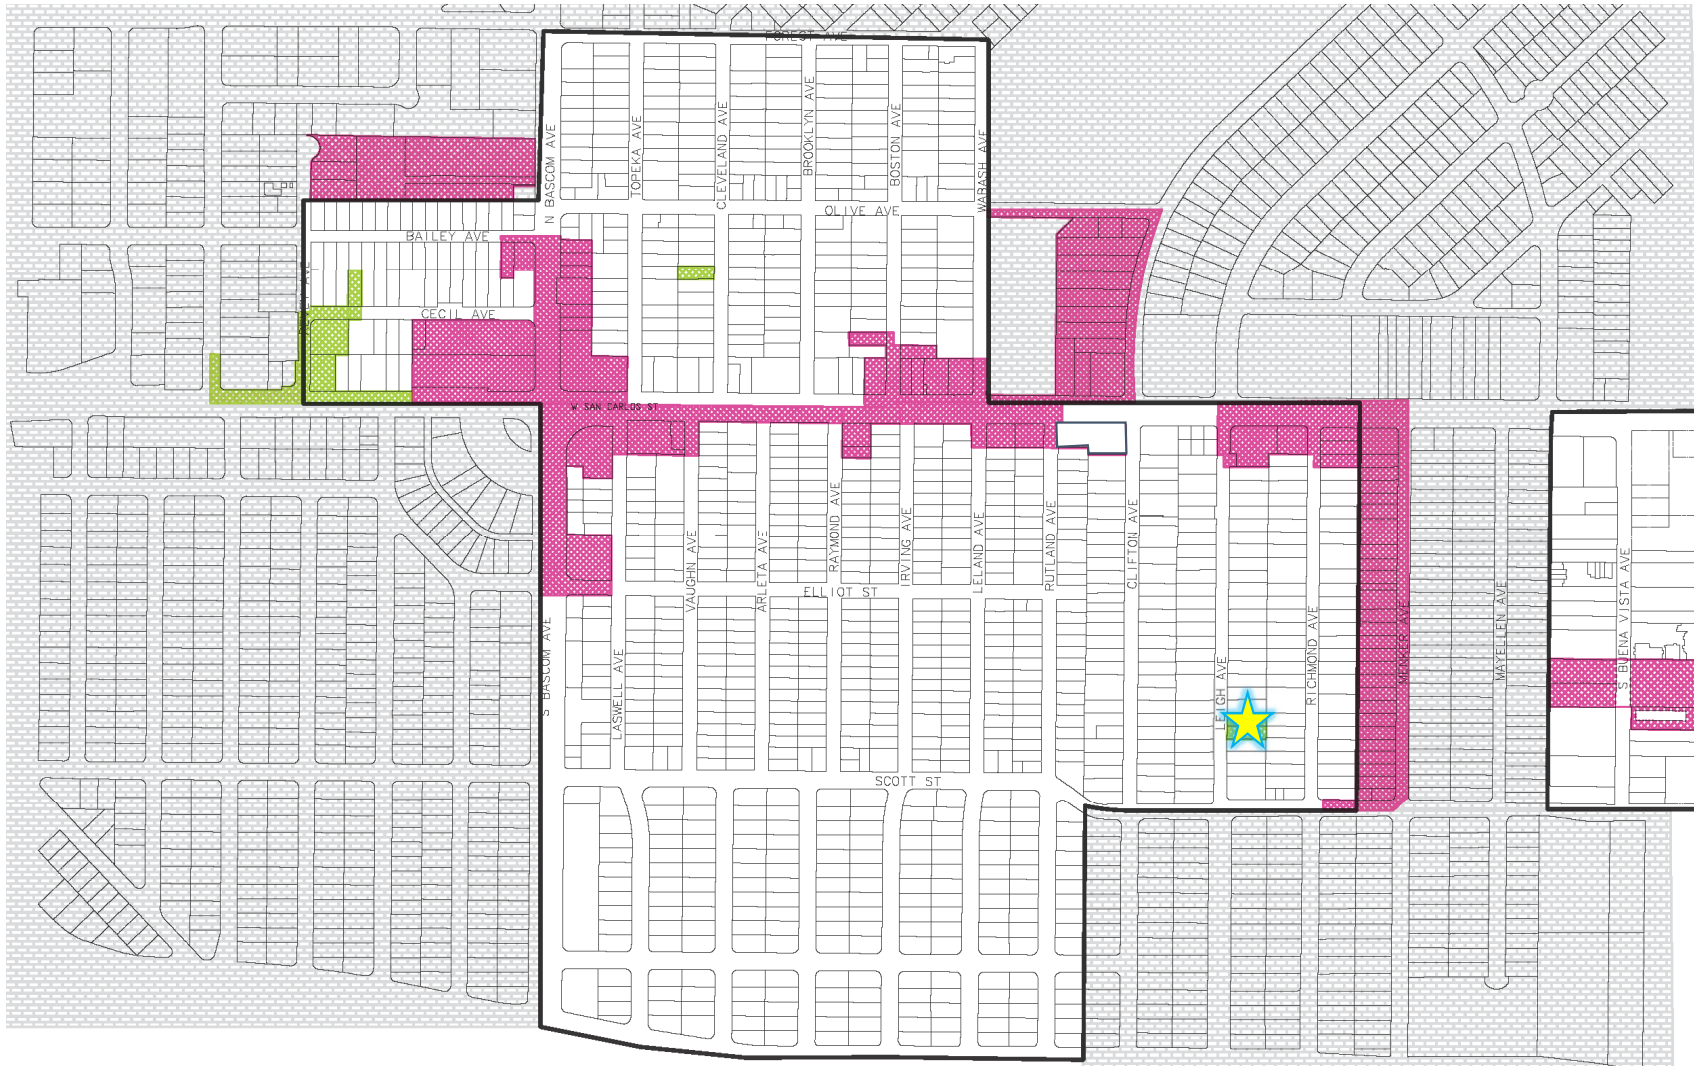 FOREST AVE
N BASCOM AVE
TOPEKA AVE
CLEVELAND AVE
BROOKLYN AVE
BOSTON AVE
WABASH AVE
OLIVE AVE
BAILEY AVE
CECIL AVE
W SAN CARLOS ST
VAUGHN AVE
ARLETA AVE
RAYMOND AVE
IRVING AVE
LELAND AVE
RUTLAND AVE
CLIFTON AVE
ELLIOT ST
S BASCOM AVE
LASWELL AVE
LEIGH AVE
RICHMOND AVE
MENKER AVE
MAYELLEN AVE
S BUENA VISTA AVE
SCOTT ST